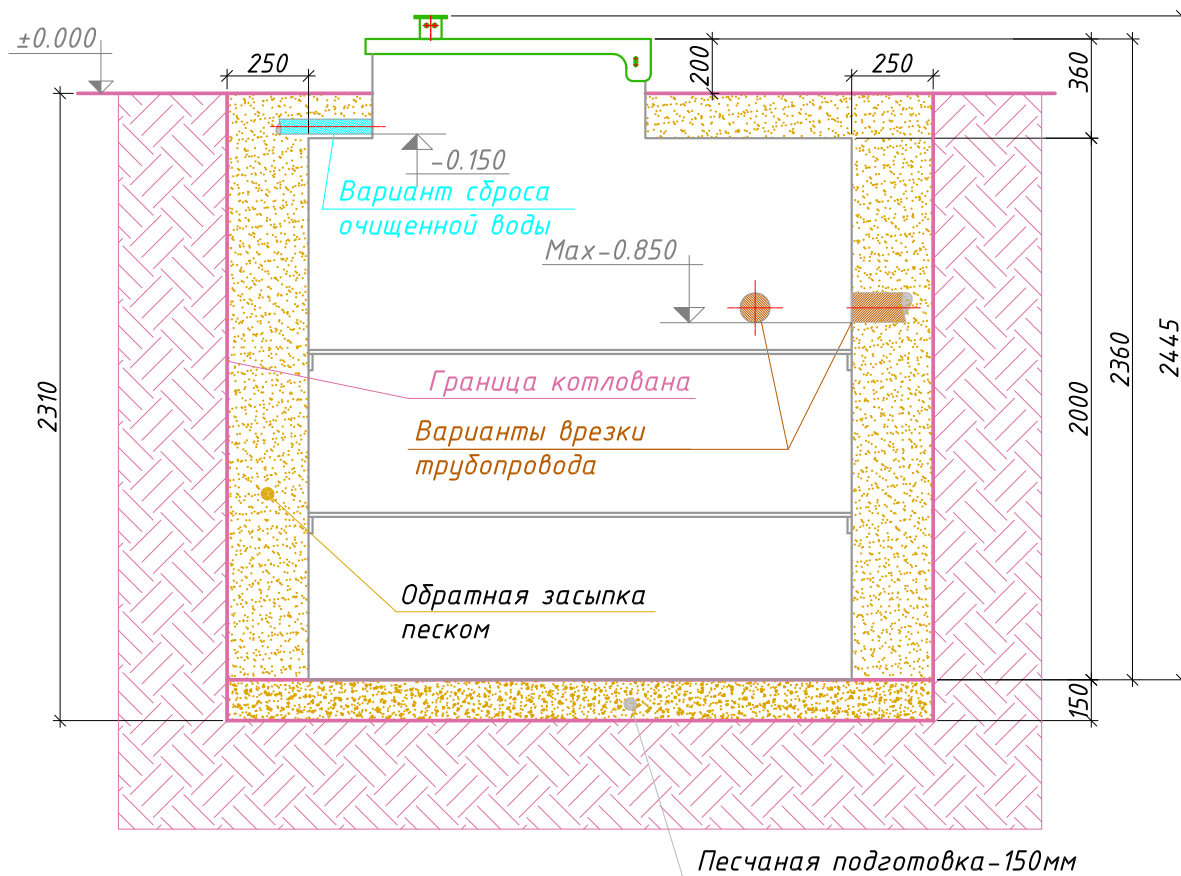 ±0.000
250
200
250
360
-0.150
Вариант сброса
очищенной воды
Max-0.850
2310
Граница котлована
Варианты врезки
трубопровода
2000
2360
2445
Обратная засыпка
песком
150
Песчаная подготовка-150мм